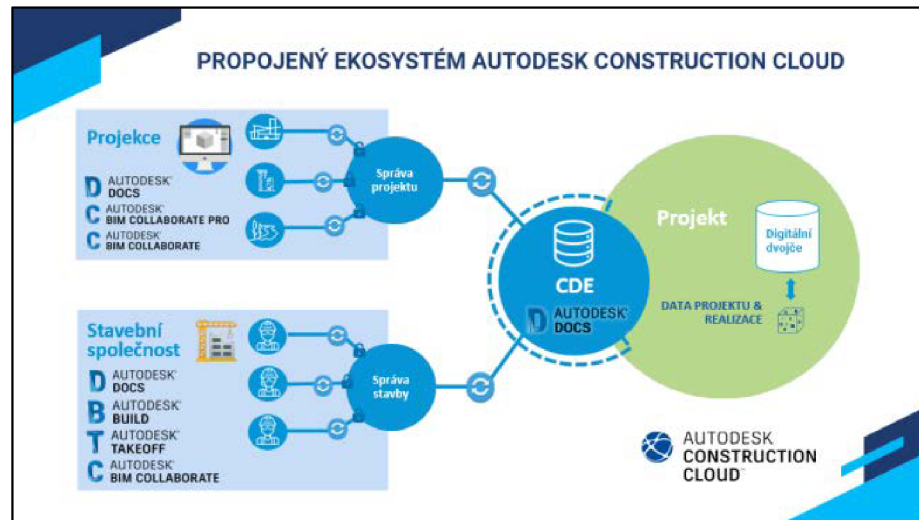 PROPOJENÝ EKOSYSTÉM AUTODESK CONSTRUCTION CLOUD
Projekce
D AUTODESK®
DOCS
C AUTODESK®
BIM COLLABORATE PRO
C AUTODESK®
BIM COLLABORATE
Správa
projektu
Stavební
společnost
D AUTODESK®
DOCS
B AUTODESK®
BUILD
T AUTODESK®
TAKEOFF
C AUTODESK®
BIM COLLABORATE
Správa
stavby
CDE
D AUTODESK®
DOCS
Projekt
Digitální
dvojče
DATA PROJEKTU &
REALIZACE
AUTODESK
CONSTRUCTION
CLOUD™